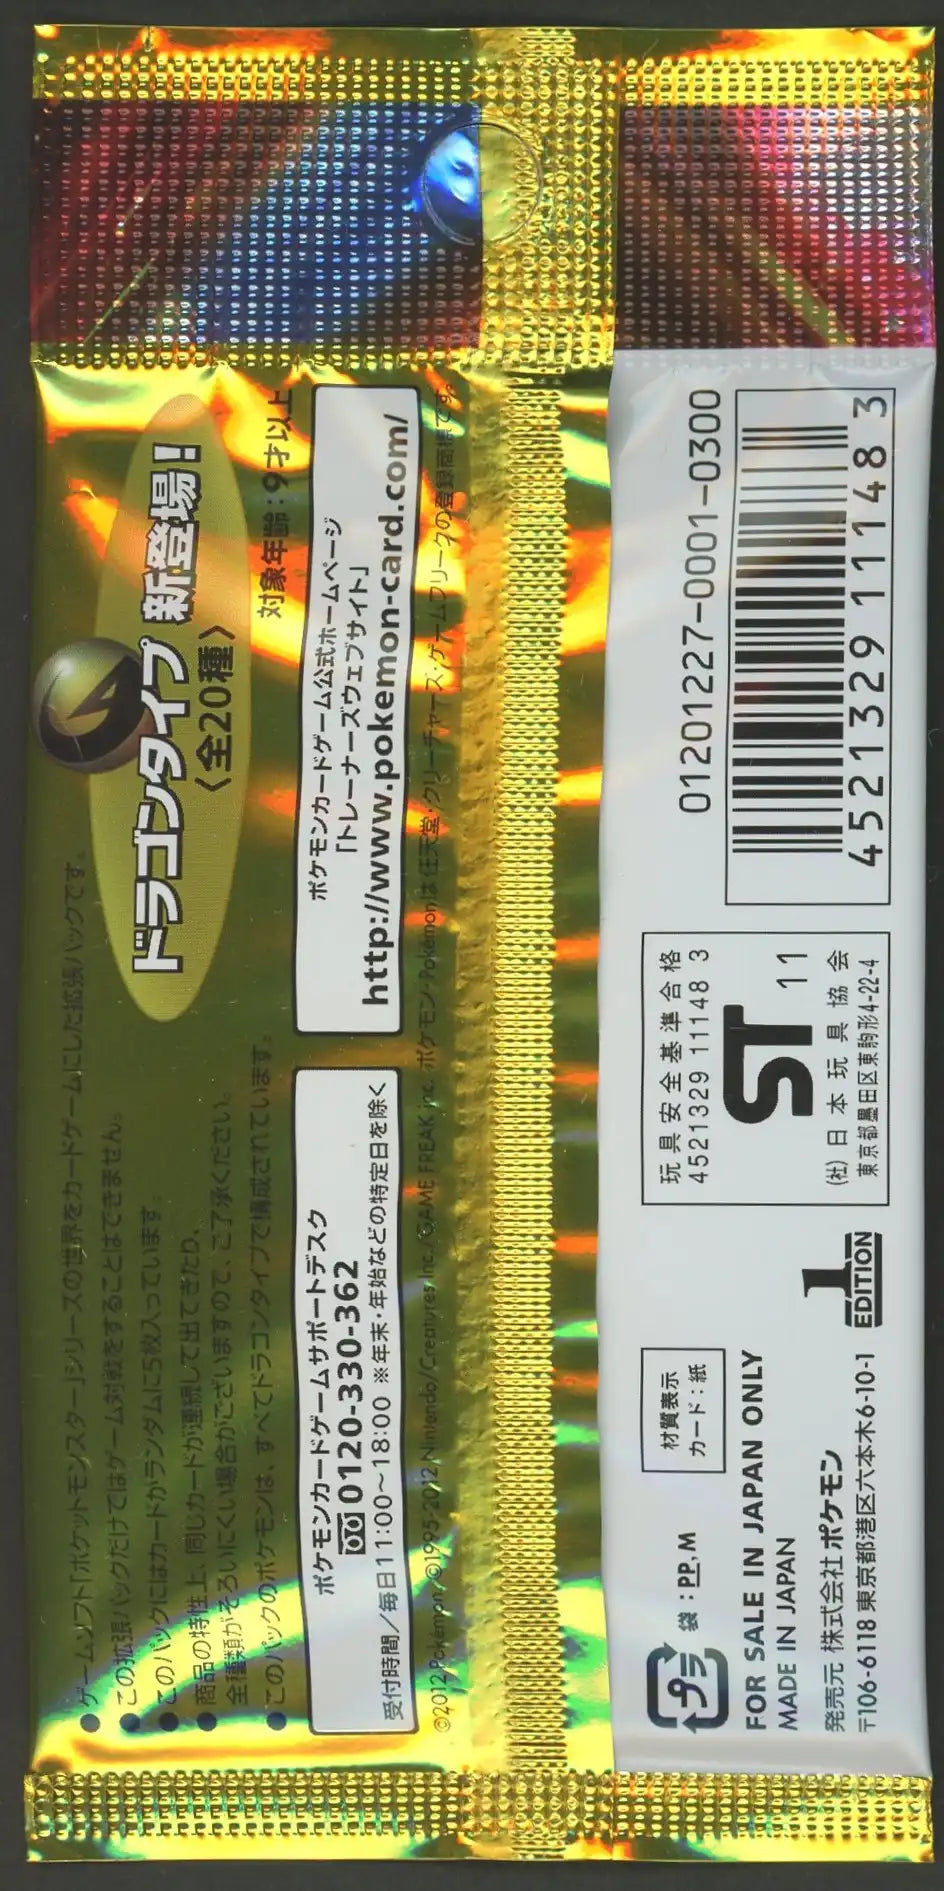 ●ゲームソフト「ポケットモンスター」シリーズの世界をカードゲームにした拡張パックです。
●この拡張パックだけではゲーム対戦をすることはできません。
●このパックにはカードがランダムに5枚入っています。
●商品の特性上、同じカードが連続して出てきたり、
全種類がそろいにくい場合がございますので、ご了承ください。
●このパックのポケモンは、すべてドラゴンタイプで構成されています。
ドラゴンタイプ 新登場!
〈全20種〉
対象年齢:9才以上
ポケモンカードゲームサポートデスク
0120-330-362
受付時間/毎日11:00〜18:00 ※年末・年始などの特定日を除く
ポケモンカードゲーム公式ホームページ
「トレーナーズウェブサイト」
http://www.pokemon-card.com/
©2012 Pokémon. ©1995-2012 Nintendo/Creatures inc./GAME FREAK inc. ポケモン・Pokémonは任天堂・クリーチャーズ・ゲームフリークの登録商標です。
プラ
袋:PP,M
材質表示
カード:紙
FOR SALE IN JAPAN ONLY
MADE IN JAPAN
発売元 株式会社ポケモン
〒106-6118 東京都港区六本木6-10-1
1 EDITION
玩具安全基準合格
4521329 11148 3
ST 11
(社)日本玩具協会
東京都墨田区東駒形4-22-4
01201227-0001-0300
4521329111483